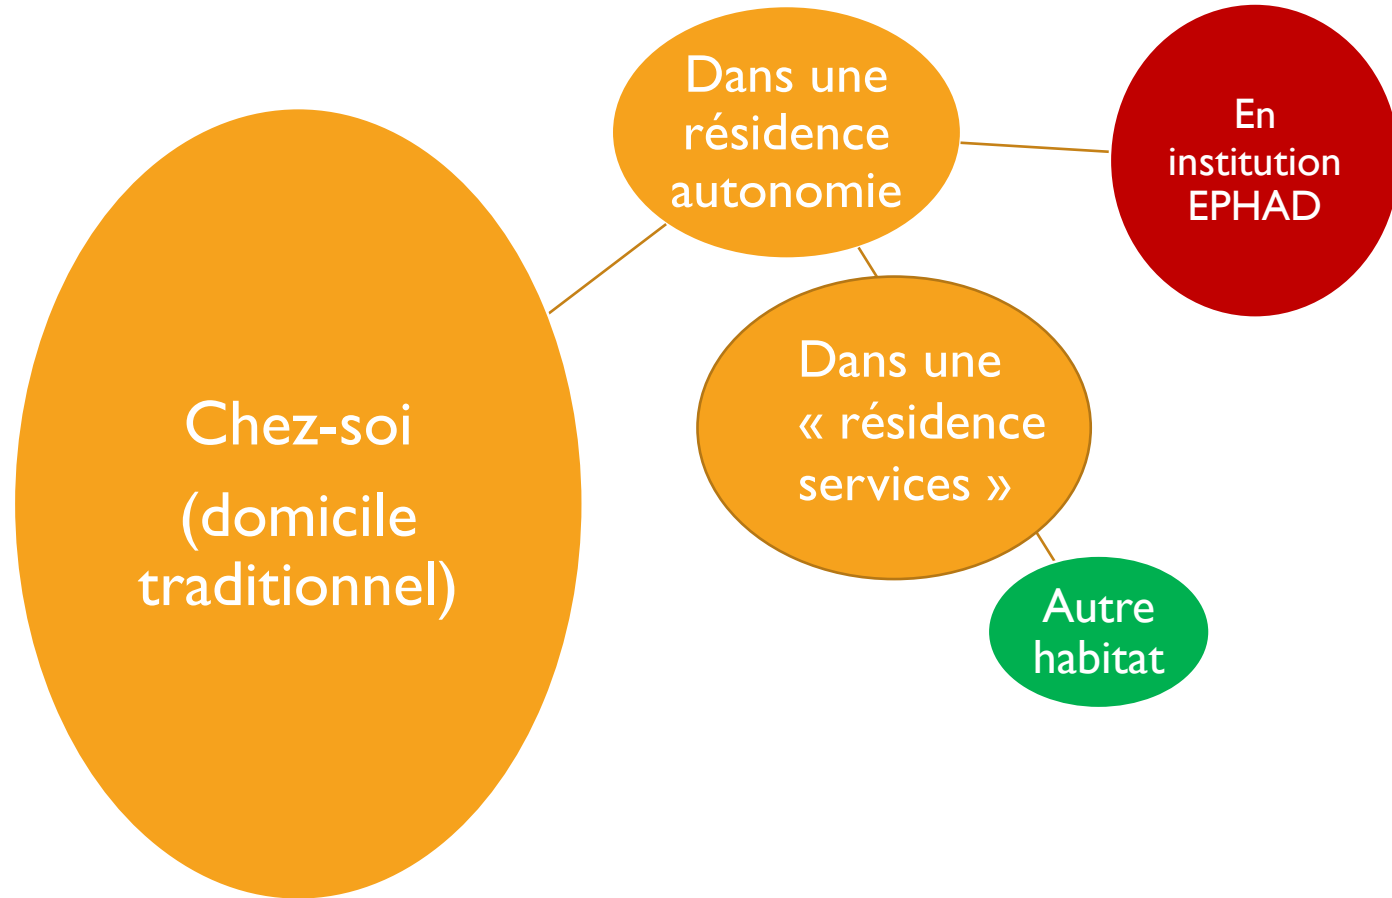 Chez-soi
(domicile
traditionnel)
Dans une
résidence
autonomie
En
institution
EPHAD
Dans une
« résidence
services »
Autre
habitat